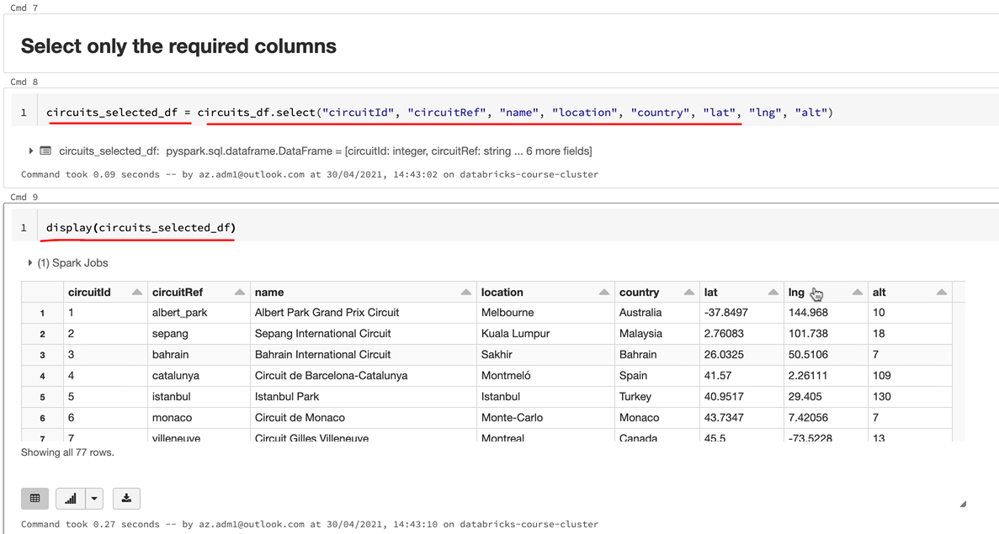 Cmd 7
Select only the required columns
Cmd 8
1 circuits_selected_df = circuits_df.select("circuitId", "circuitRef", "name", "location", "country", "lat", "lng", "alt")
circuits_selected_df: pyspark.sql.dataframe.DataFrame = [circuitId: integer, circuitRef: string ... 6 more fields]
Command took 0.09 seconds -- by az.adm1@outlook.com at 30/04/2021, 14:43:02 on databricks-course-cluster
Cmd 9
1 display(circuits_selected_df)
(1) Spark Jobs
circuitId circuitRef name location country lat lng alt
1 1 albert_park Albert Park Grand Prix Circuit Melbourne Australia -37.8497 144.968 10
2 2 sepang Sepang International Circuit Kuala Lumpur Malaysia 2.76083 101.738 18
3 3 bahrain Bahrain International Circuit Sakhir Bahrain 26.0325 50.5106 7
4 4 catalunya Circuit de Barcelona-Catalunya Montmeló Spain 41.57 2.26111 109
5 5 istanbul Istanbul Park Istanbul Turkey 40.9517 29.405 130
6 6 monaco Circuit de Monaco Monte-Carlo Monaco 43.7347 7.42056 7
7 7 villeneuve Circuit Gilles Villeneuve Montreal Canada 45.5 -73.5228 13
Showing all 77 rows.
Command took 0.27 seconds -- by az.adm1@outlook.com at 30/04/2021, 14:43:10 on databricks-course-cluster